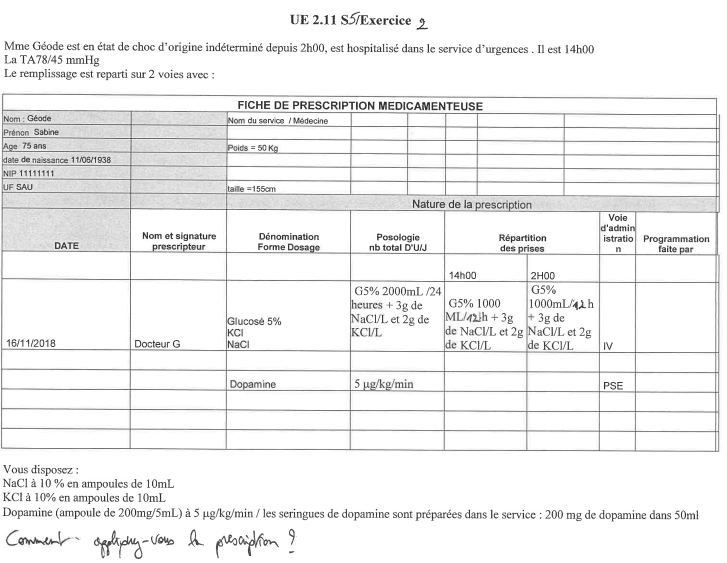 UE 2.11 S5/Exercice 2
Mme Géode est en état de choc d'origine indéterminé depuis 2h00, est hospitalisé dans le service d'urgences . Il est 14h00
La TA78/45 mmHg
Le remplissage est reparti sur 2 voies avec :
FICHE DE PRESCRIPTION MEDICAMENTEUSE
Nom : Géode
Nom du service / Médecine
Prénon Sabine
Age 75 ans
Poids = 50 Kg
date de naissance 11/06/1938
NIP 11111111
UF SAU
taille =155cm
Nature de la prescription
DATE
Nom et signature
prescripteur
Dénomination
Forme Dosage
Posologie
nb total D'U/J
Répartition
des prises
Voie
d'admin
istratio
n
Programmation
faite par
14h00
2H00
16/11/2018
Docteur G
Glucosé 5%
KCl
NaCl
G5% 2000mL /24
heures + 3g de
NaCl/L et 2g de
KCl/L
G5% 1000
ML/12h + 3g
de NaCl/L et 2g
de KCl/L
G5%
1000mL/12h
+ 3g de
NaCl/L et 2g
de KCl/L
IV
Dopamine
5 µg/kg/min
PSE
Vous disposez :
NaCl à 10 % en ampoules de 10mL
KCl à 10% en ampoules de 10mL
Dopamine (ampoule de 200mg/5mL) à 5 µg/kg/min / les seringues de dopamine sont préparées dans le service : 200 mg de dopamine dans 50ml
Comment appliquez-vous la prescription ?